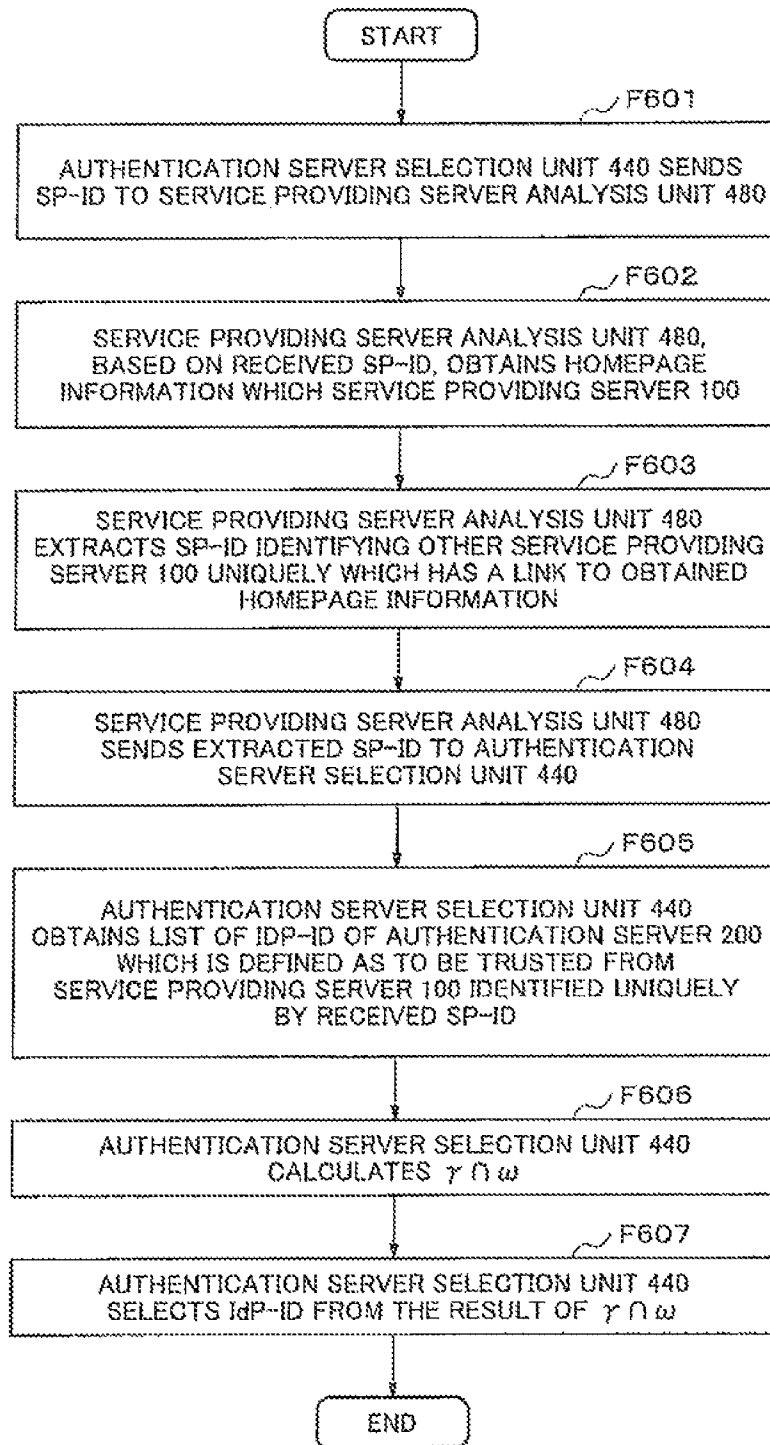 START
F601
AUTHENTICATION SERVER SELECTION UNIT 440 SENDS
SP-ID TO SERVICE PROVIDING SERVER ANALYSIS UNIT 480
F602
SERVICE PROVIDING SERVER ANALYSIS UNIT 480,
BASED ON RECEIVED SP-ID, OBTAINS HOMEPAGE
INFORMATION WHICH SERVICE PROVIDING SERVER 100
F603
SERVICE PROVIDING SERVER ANALYSIS UNIT 480
EXTRACTS SP-ID IDENTIFYING OTHER SERVICE PROVIDING
SERVER 100 UNIQUELY WHICH HAS A LINK TO OBTAINED
HOMEPAGE INFORMATION
F604
SERVICE PROVIDING SERVER ANALYSIS UNIT 480
SENDS EXTRACTED SP-ID TO AUTHENTICATION
SERVER SELECTION UNIT 440
F605
AUTHENTICATION SERVER SELECTION UNIT 440
OBTAINS LIST OF IDP-ID OF AUTHENTICATION SERVER 200
WHICH IS DEFINED AS TO BE TRUSTED FROM
SERVICE PROVIDING SERVER 100 IDENTIFIED UNIQUELY
BY RECEIVED SP-ID
F606
AUTHENTICATION SERVER SELECTION UNIT 440
CALCULATES γ ∩ ω
F607
AUTHENTICATION SERVER SELECTION UNIT 440
SELECTS IdP-ID FROM THE RESULT OF γ ∩ ω
END